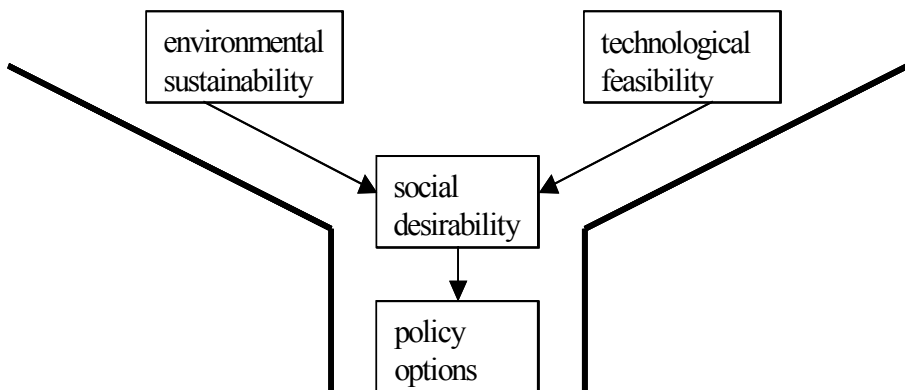 environmental
sustainability
technological
feasibility
social
desirability
policy
options